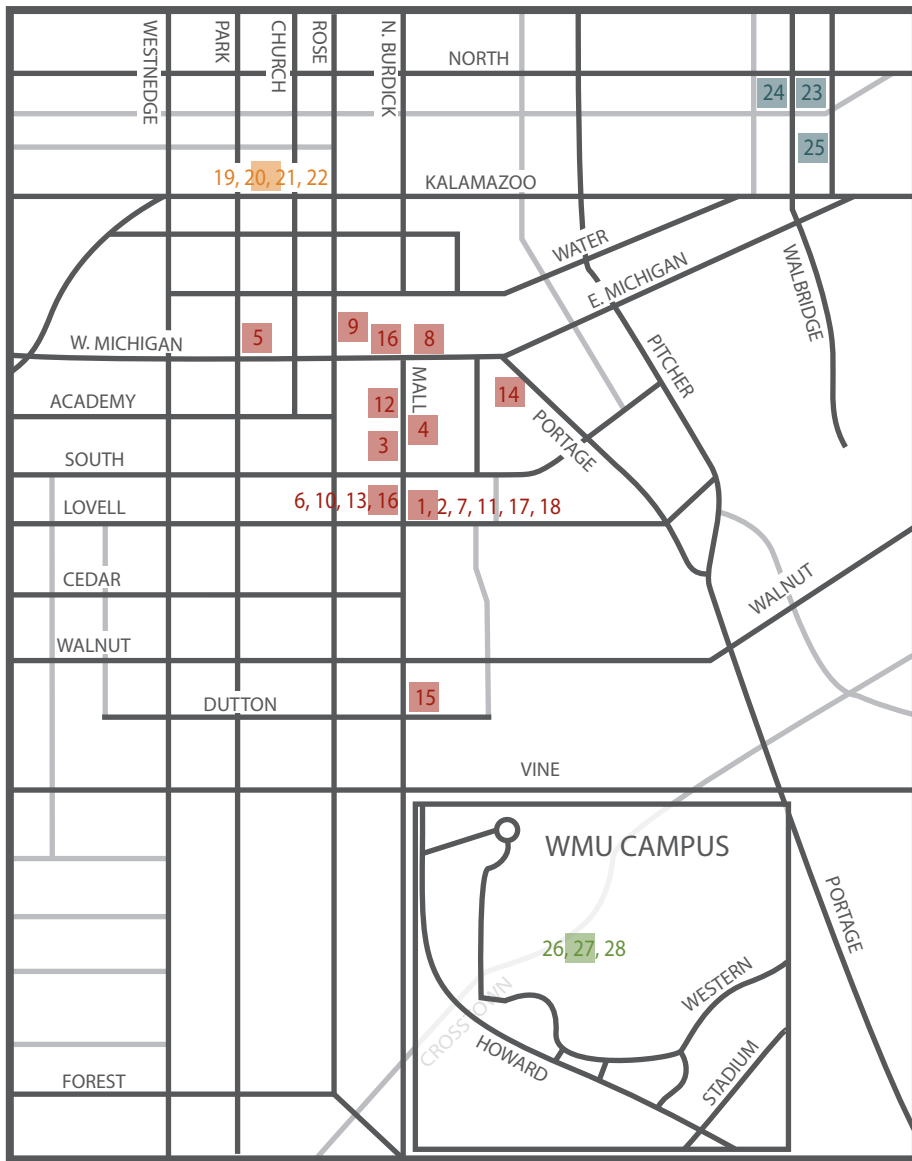 WESTNEDGE
PARK
CHURCH
ROSE
N. BURDICK
NORTH
24
23
25
19, 20, 21, 22
KALAMAZOO
WATER
E. MICHIGAN
WALBRIDGE
W. MICHIGAN
5
9
16
8
MALL
PITCHER
ACADEMY
12
14
4
PORTAGE
3
SOUTH
6, 10, 13, 16
1, 2, 7, 11, 17, 18
LOVELL
CEDAR
WALNUT
WALNUT
15
DUTTON
VINE
WMU CAMPUS
PORTAGE
26, 27, 28
WESTERN
CROSSTOWN
HOWARD
STADIUM
FOREST